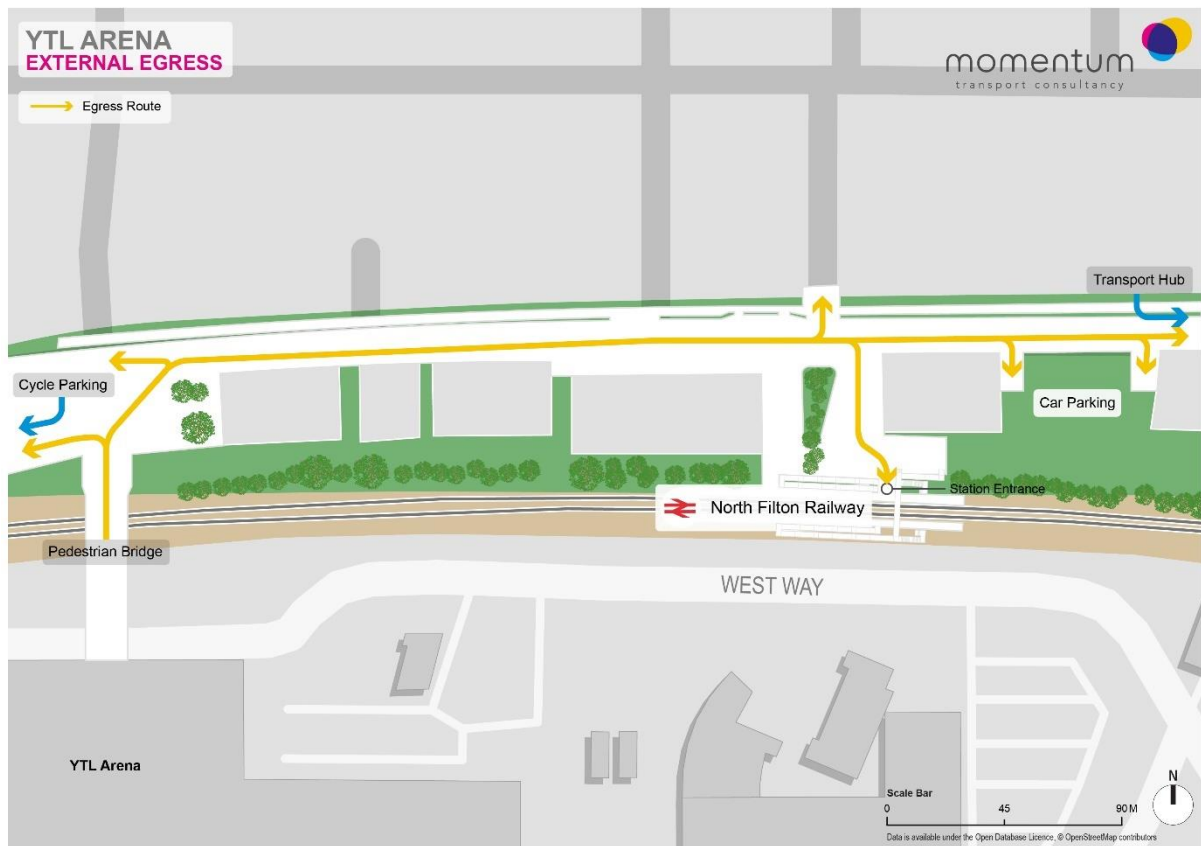 YTL ARENA
EXTERNAL EGRESS
momentum
transport consultancy
Egress Route
Transport Hub
Cycle Parking
Car Parking
Station Entrance
North Filton Railway
Pedestrian Bridge
WEST WAY
YTL Arena
N
Scale Bar
0 45 90 M
Data is available under the Open Database Licence, © OpenStreetMap contributors